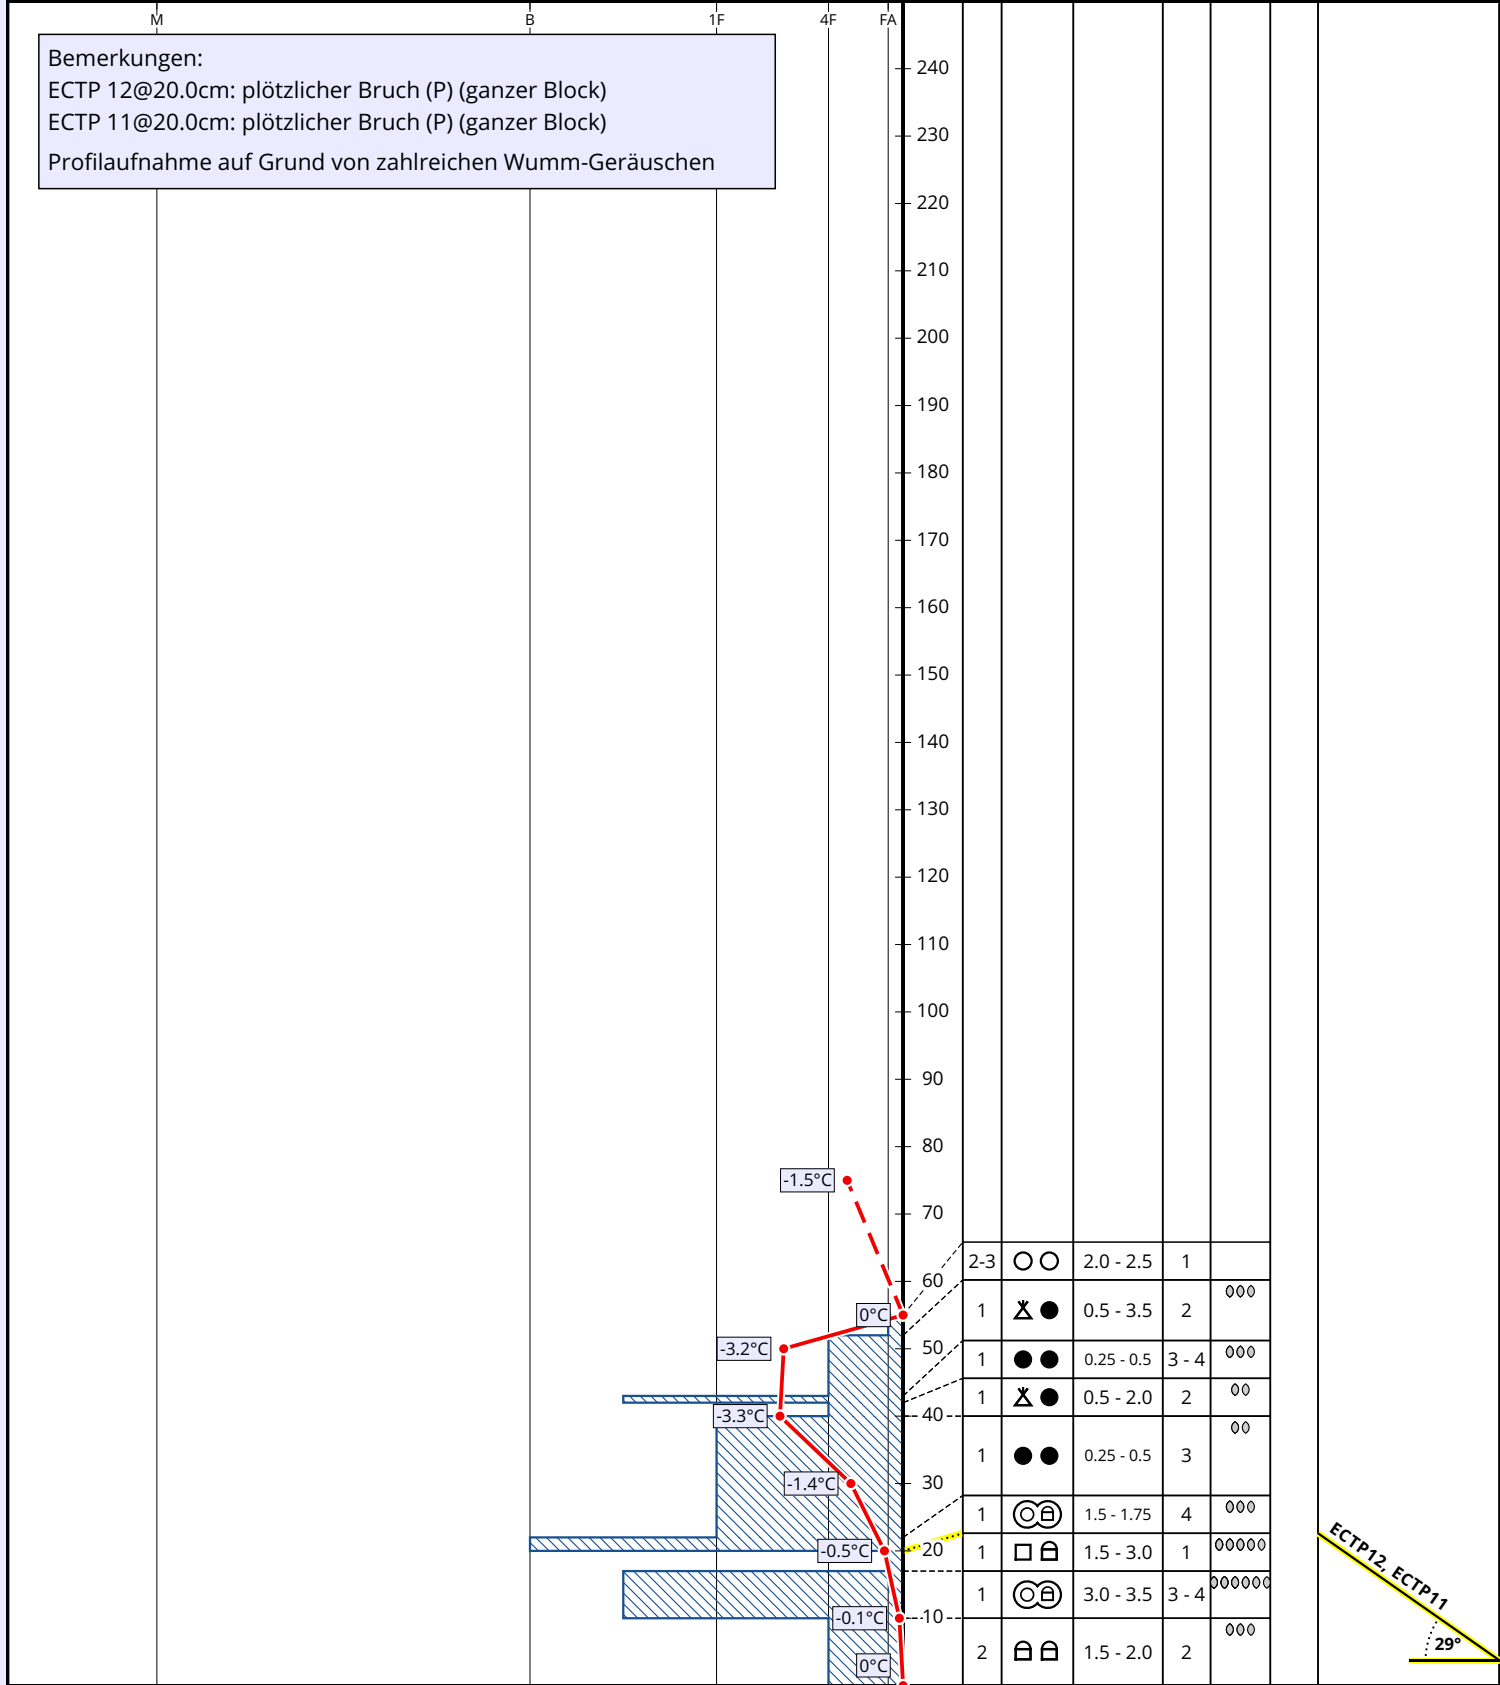 M B 1F 4F FA
Bemerkungen:
ECTP 12@20.0cm: plötzlicher Bruch (P) (ganzer Block)
ECTP 11@20.0cm: plötzlicher Bruch (P) (ganzer Block)
Profilaufnahme auf Grund von zahlreichen Wumm-Geräuschen
240
230
220
210
200
190
180
170
160
150
140
130
120
110
100
90
80
-1.5°C
70
2-3 2.0 - 2.5 1
60
1 0.5 - 3.5 2
0°C
-3.2°C 50
1 0.25 - 0.5 3 - 4
1 0.5 - 2.0 2
-3.3°C 40
1 0.25 - 0.5 3
-1.4°C 30
1 1.5 - 1.75 4
-0.5°C 20
1 1.5 - 3.0 1
1 3.0 - 3.5 3 - 4
ECTP12, ECTP11
-0.1°C 10
29°
2 1.5 - 2.0 2
0°C